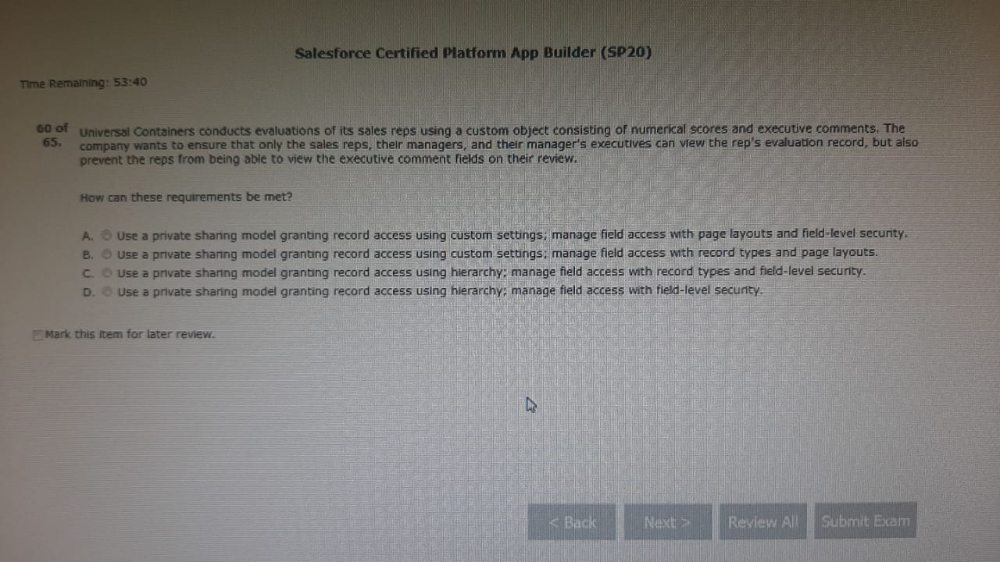 Salesforce Certified Platform App Builder (SP20)
Time Remaining: 53:40
60 of 65.
Universal Containers conducts evaluations of its sales reps using a custom object consisting of numerical scores and executive comments. The
company wants to ensure that only the sales reps, their managers, and their manager's executives can view the rep's evaluation record, but also
prevent the reps from being able to view the executive comment fields on their review.
How can these requirements be met?
A. Use a private sharing model granting record access using custom settings; manage field access with page layouts and field-level security.
B. Use a private sharing model granting record access using custom settings; manage field access with record types and page layouts.
C. Use a private sharing model granting record access using hierarchy; manage field access with record types and field-level security.
D. Use a private sharing model granting record access using hierarchy; manage field access with field-level security.
Mark this item for later review.
< Back Next > Review All Submit Exam